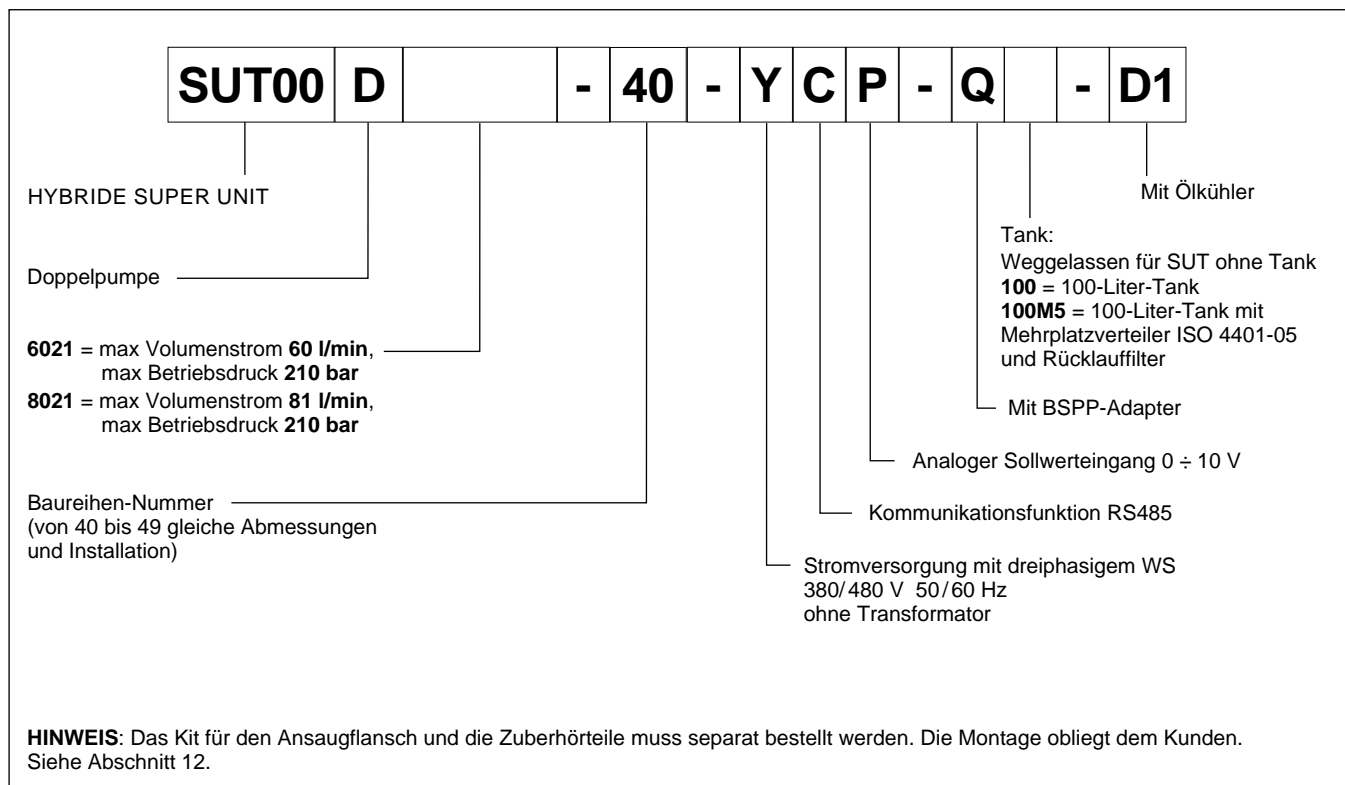 SUT00 D - 40 - Y C P - Q - D1
HYBRIDE SUPER UNIT
Doppelpumpe
6021 = max Volumenstrom 60 l/min,
max Betriebsdruck 210 bar
8021 = max Volumenstrom 81 l/min,
max Betriebsdruck 210 bar
Baureihen-Nummer
(von 40 bis 49 gleiche Abmessungen
und Installation)
Mit Ölkühler
Tank:
Weggelassen für SUT ohne Tank
100 = 100-Liter-Tank
100M5 = 100-Liter-Tank mit
Mehrplatzverteiler ISO 4401-05
und Rücklauffilter
Mit BSPP-Adapter
Analoger Sollwerteingang 0 ÷ 10 V
Kommunikationsfunktion RS485
Stromversorgung mit dreiphasigem WS
380/480 V 50/60 Hz
ohne Transformator
HINWEIS: Das Kit für den Ansaugflansch und die Zuberhörteile muss separat bestellt werden. Die Montage obliegt dem Kunden.
Siehe Abschnitt 12.